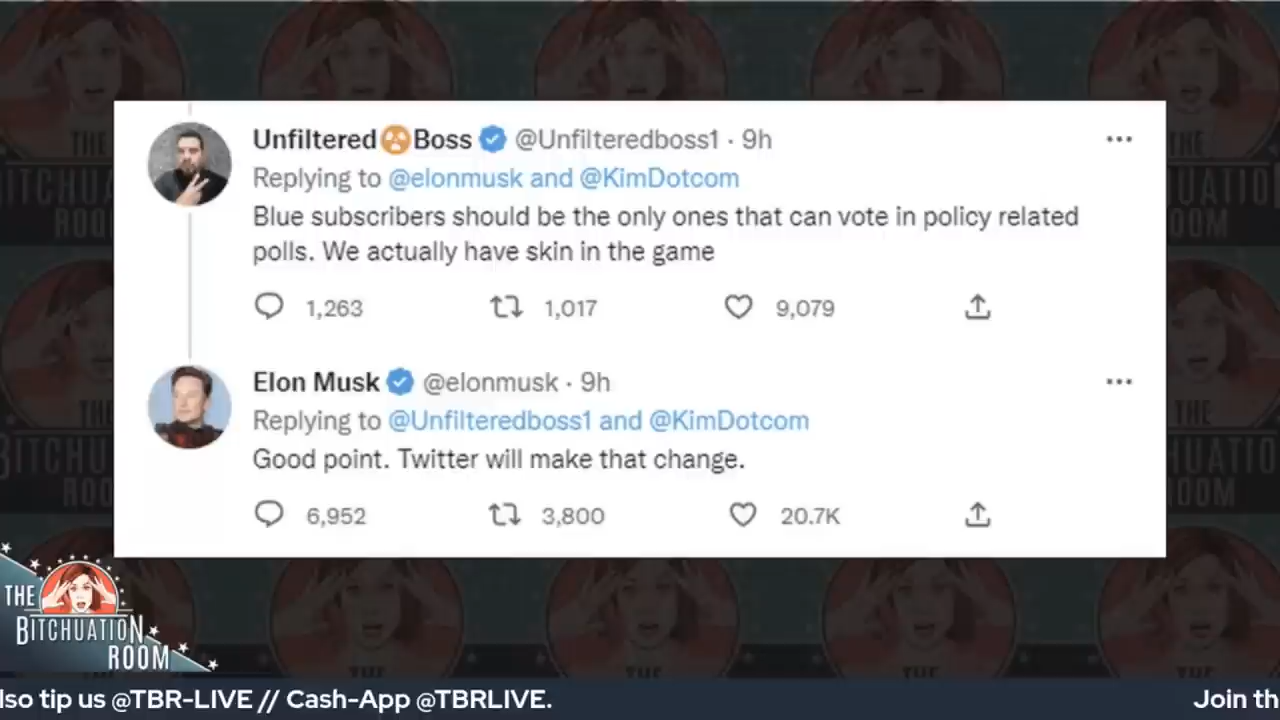 Unfiltered☢Boss @Unfilteredboss1 · 9h
Replying to @elonmusk and @KimDotcom
Blue subscribers should be the only ones that can vote in policy related
polls. We actually have skin in the game
1,263 1,017 9,079
Elon Musk @elonmusk · 9h
Replying to @Unfilteredboss1 and @KimDotcom
Good point. Twitter will make that change.
6,952 3,800 20.7K
THE
BITCHUATION
ROOM
lso tip us @TBR-LIVE // Cash-App @TBRLIVE.
Join th